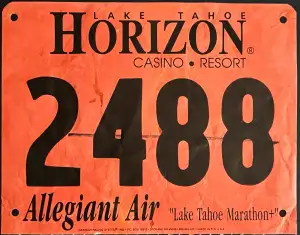 LAKE TAHOE
HORIZON®
CASINO • RESORT
2488
Allegiant Air "Lake Tahoe Marathon+"